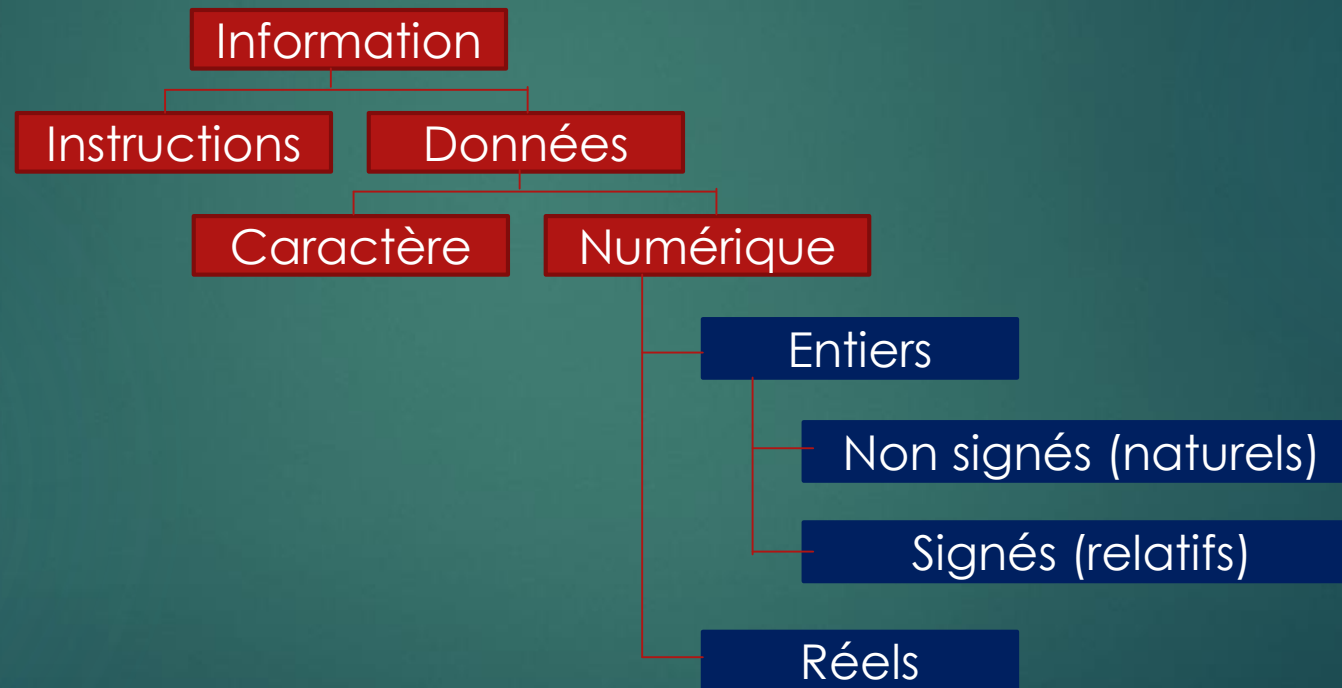 Information
Instructions
Données
Caractère
Numérique
Entiers
Non signés (naturels)
Signés (relatifs)
Réels